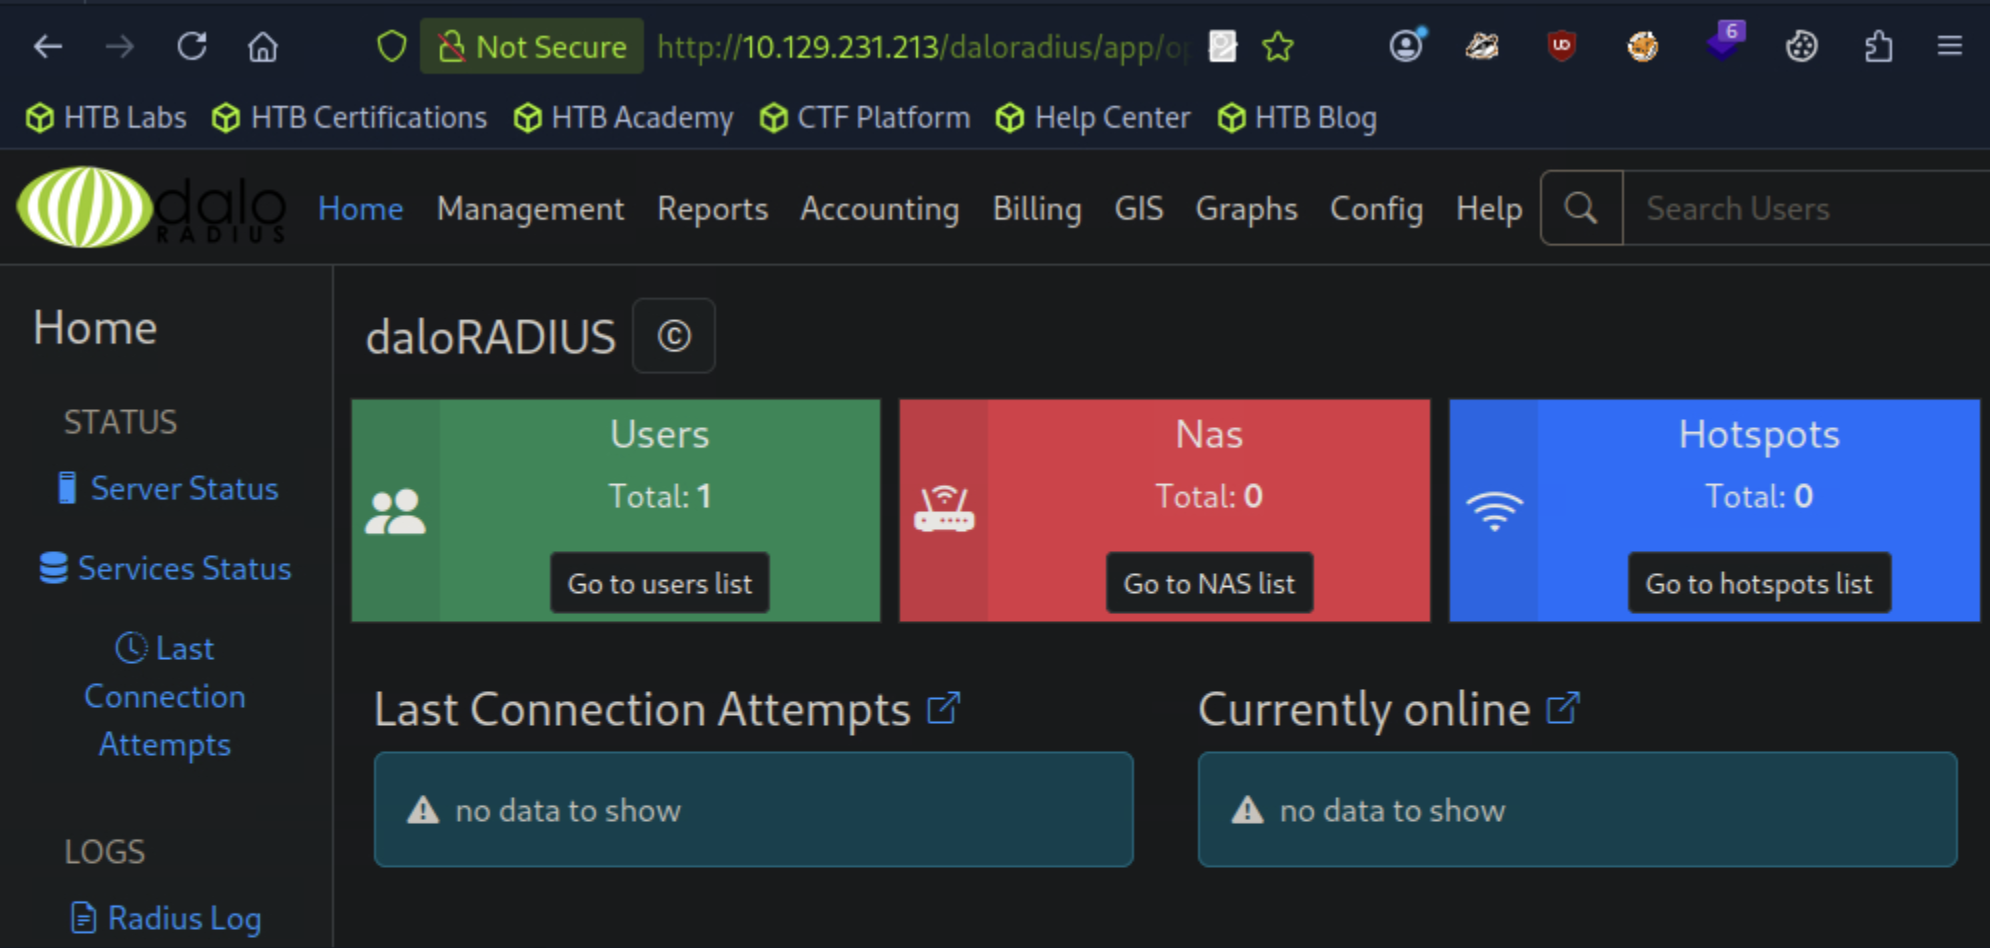 Not Secure http://10.129.231.213/daloradius/app/op
6
HTB Labs HTB Certifications HTB Academy CTF Platform Help Center HTB Blog
dalo
RADIUS
Home Management Reports Accounting Billing GIS Graphs Config Help Search Users
Home
STATUS
Server Status
Services Status
Last
Connection
Attempts
LOGS
Radius Log
daloRADIUS ©
Users
Total: 1
Go to users list
Nas
Total: 0
Go to NAS list
Hotspots
Total: 0
Go to hotspots list
Last Connection Attempts
no data to show
Currently online
no data to show